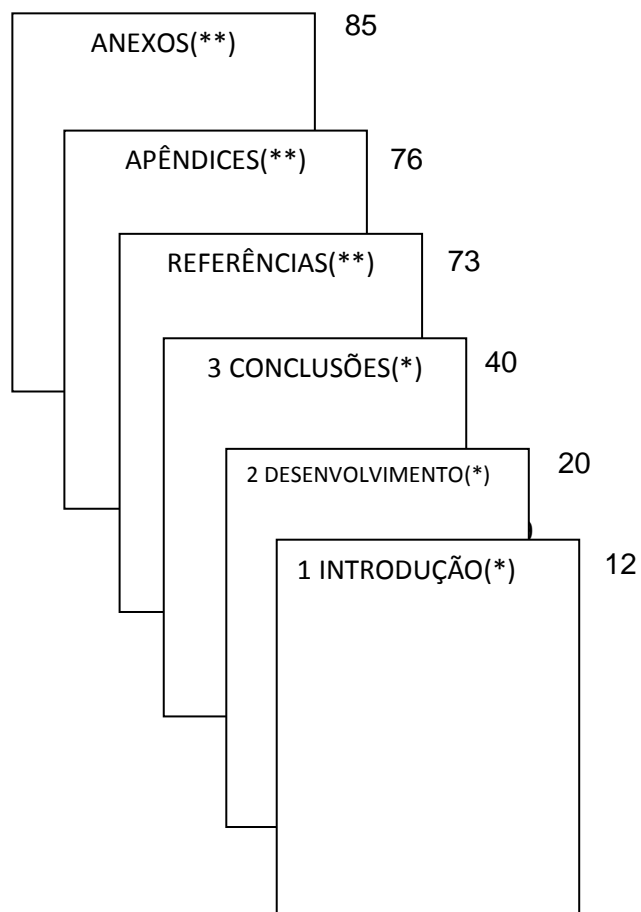 ANEXOS(**) 85
APÊNDICES(**) 76
REFERÊNCIAS(**) 73
3 CONCLUSÕES(*) 40
2 DESENVOLVIMENTO(*) 20
1 INTRODUÇÃO(*) 12